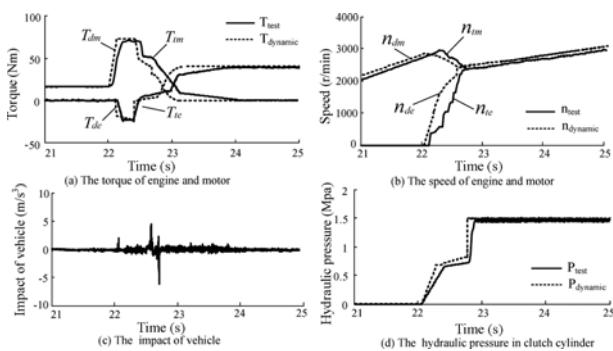 100
50
0
-50
Torque (Nm)
T_dm
T_tm
T_de
T_te
T_test
T_dynamic
21 22 23 24 25
Time (s)
(a) The torque of engine and motor
4000
3000
2000
1000
0
Speed (r/min)
n_dm
n_tm
n_de
n_te
n_test
n_dynamic
21 22 23 24 25
Time (s)
(b) The speed of engine and motor
10
5
0
-5
-10
Impact of vehicle (m/s³)
21 22 23 24 25
Time (s)
(c) The impact of vehicle
2
1.5
1
0.5
0
Hydraulic pressure (Mpa)
P_test
P_dynamic
21 22 23 24 25
Time (s)
(d) The hydraulic pressure in clutch cylinder